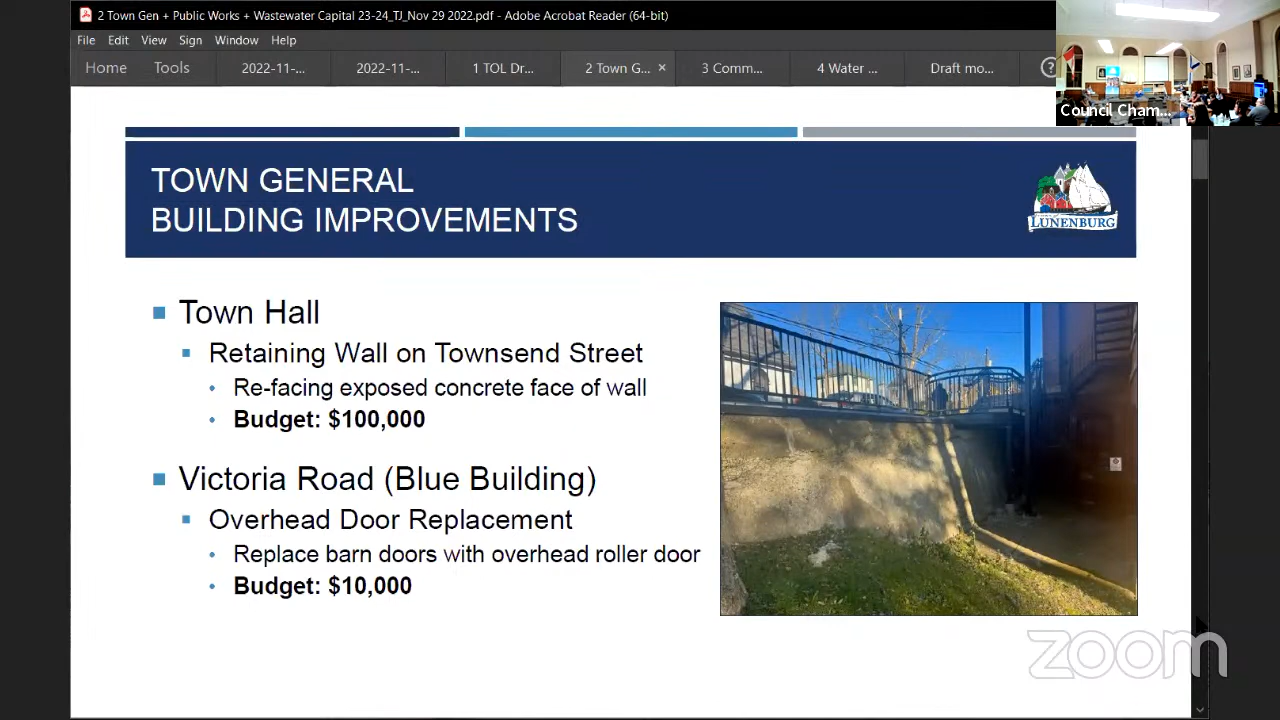 2 Town Gen + Public Works + Wastewater Capital 23-24_TJ_Nov 29 2022.pdf - Adobe Acrobat Reader (64-bit)
File Edit View Sign Window Help
Home Tools 2022-11-... 2022-11-... 1 TOL Dr... 2 Town G... × 3 Comm... 4 Water ... Draft mo...
Council Cham...
TOWN GENERAL
BUILDING IMPROVEMENTS
LUNENBURG
Town Hall
Retaining Wall on Townsend Street
Re-facing exposed concrete face of wall
Budget: $100,000
Victoria Road (Blue Building)
Overhead Door Replacement
Replace barn doors with overhead roller door
Budget: $10,000
zoom